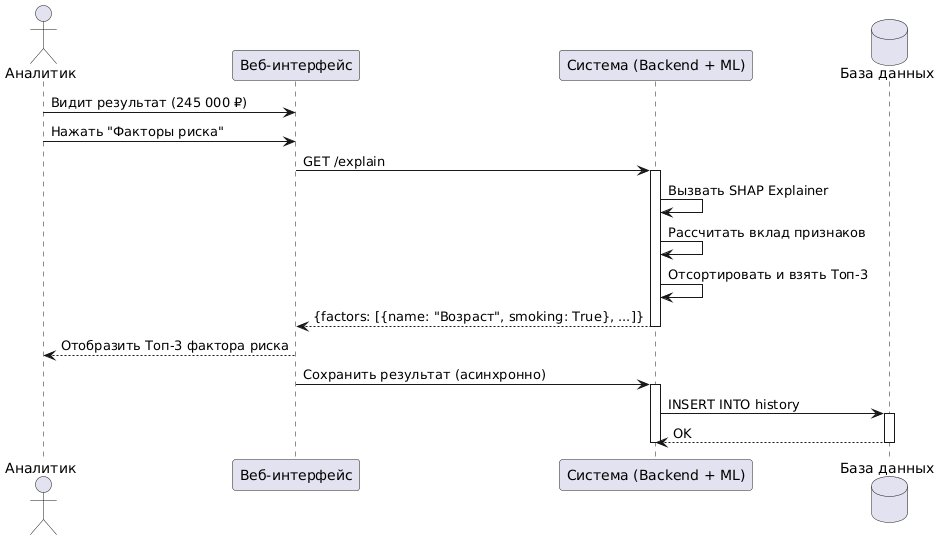 Аналитик
Веб-интерфейс
Система (Backend + ML)
База данных
Видит результат (245 000 ₽)
Нажать "Факторы риска"
GET /explain
Вызвать SHAP Explainer
Рассчитать вклад признаков
Отсортировать и взять Топ-3
{factors: [{name: "Возраст", smoking: True}, ...]}
Отобразить Топ-3 фактора риска
Сохранить результат (асинхронно)
INSERT INTO history
OK
Аналитик
Веб-интерфейс
Система (Backend + ML)
База данных